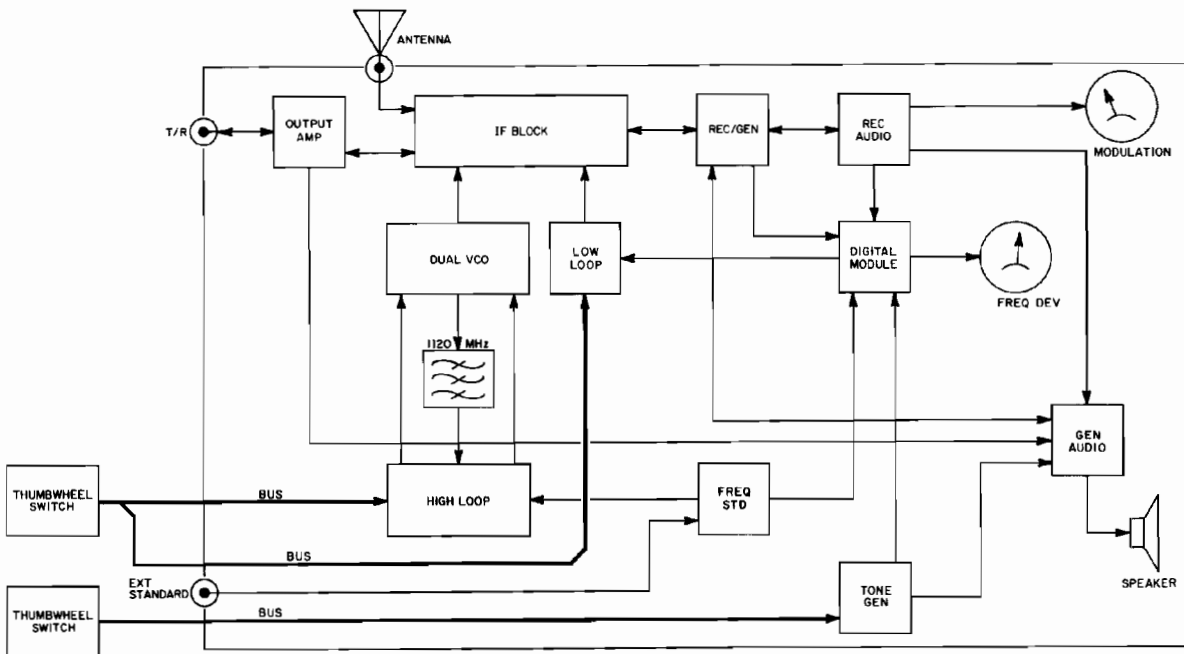 ANTENNA
T/R
OUTPUT
AMP
IF BLOCK
REC/GEN
REC
AUDIO
MODULATION
DUAL VCO
LOW
LOOP
DIGITAL
MODULE
FREQ DEV
1120 MHz
GEN
AUDIO
THUMBWHEEL
SWITCH
BUS
HIGH LOOP
FREQ
STD
BUS
EXT
STANDARD
SPEAKER
THUMBWHEEL
SWITCH
BUS
TONE
GEN